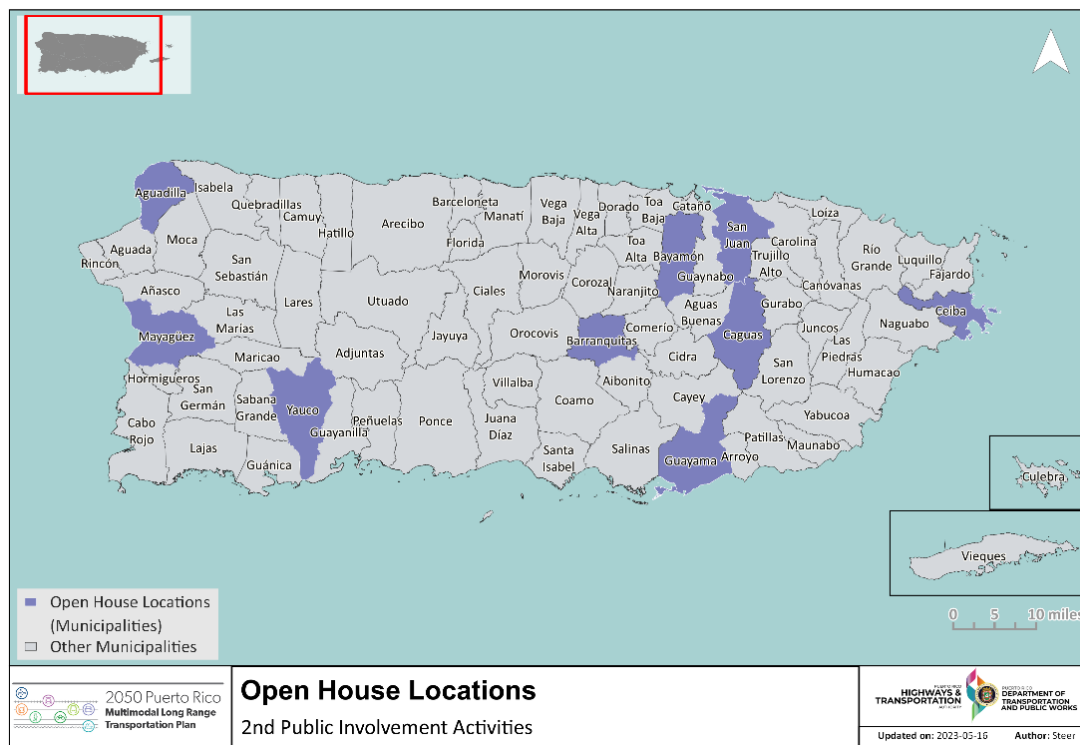 Aguadilla
Isabela
Quebradillas
Camuy
Hatillo
Arecibo
Barceloneta
Manatí
Florida
Vega
Baja
Vega
Alta
Dorado
Toa
Baja
Cataño
Toa
Alta
Bayamón
Guaynabo
San
Juan
Trujillo
Alto
Carolina
Loíza
Canóvanas
Río
Grande
Luquillo
Fajardo
Ceiba
Naguabo
Rincón
Aguada
Moca
San
Sebastián
Añasco
Las
Marías
Lares
Utuado
Ciales
Morovis
Corozal
Naranjito
Mayagüez
Maricao
Adjuntas
Jayuya
Orocovis
Barranquitas
Comerío
Aguas
Buenas
Caguas
Gurabo
Juncos
Las
Piedras
Humacao
Cidra
San
Lorenzo
Hormigueros
San
Germán
Sabana
Grande
Yauco
Guayanilla
Peñuelas
Ponce
Villalba
Juana
Díaz
Coamo
Aibonito
Cayey
Yabucoa
Cabo
Rojo
Lajas
Guánica
Santa
Isabel
Salinas
Guayama
Arroyo
Patillas
Maunabo
Culebra
Vieques
0 5 10 miles
Open House Locations
(Municipalities)
Other Municipalities
2050 Puerto Rico
Multimodal Long Range
Transportation Plan
Open House Locations
2nd Public Involvement Activities
PUERTO RICO
HIGHWAYS &
TRANSPORTATION
AUTHORITY
PUERTO RICO
DEPARTMENT OF
TRANSPORTATION
AND PUBLIC WORKS
Updated on: 2023-05-16 Author: Steer